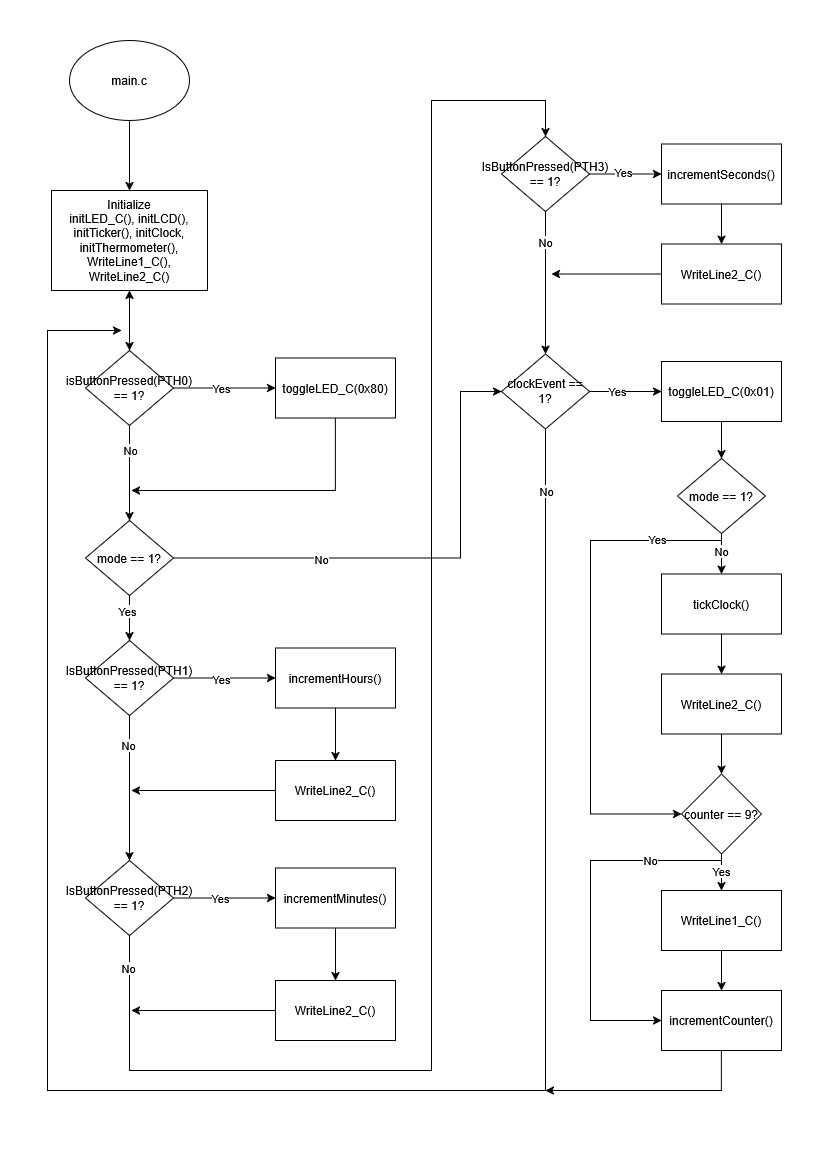 main.c
Initialize
initLED_C(), initLCD(),
initTicker(), initClock,
initThermometer(),
WriteLine1_C(),
WriteLine2_C()
isButtonPressed(PTH0)
== 1?
Yes
toggleLED_C(0x80)
No
mode == 1?
No
Yes
IsButtonPressed(PTH1)
== 1?
Yes
incrementHours()
No
WriteLine2_C()
IsButtonPressed(PTH2)
== 1?
Yes
incrementMinutes()
No
WriteLine2_C()
IsButtonPressed(PTH3)
== 1?
Yes
incrementSeconds()
No
WriteLine2_C()
clockEvent ==
1?
Yes
toggleLED_C(0x01)
No
mode == 1?
Yes
No
tickClock()
WriteLine2_C()
counter == 9?
No
Yes
WriteLine1_C()
incrementCounter()